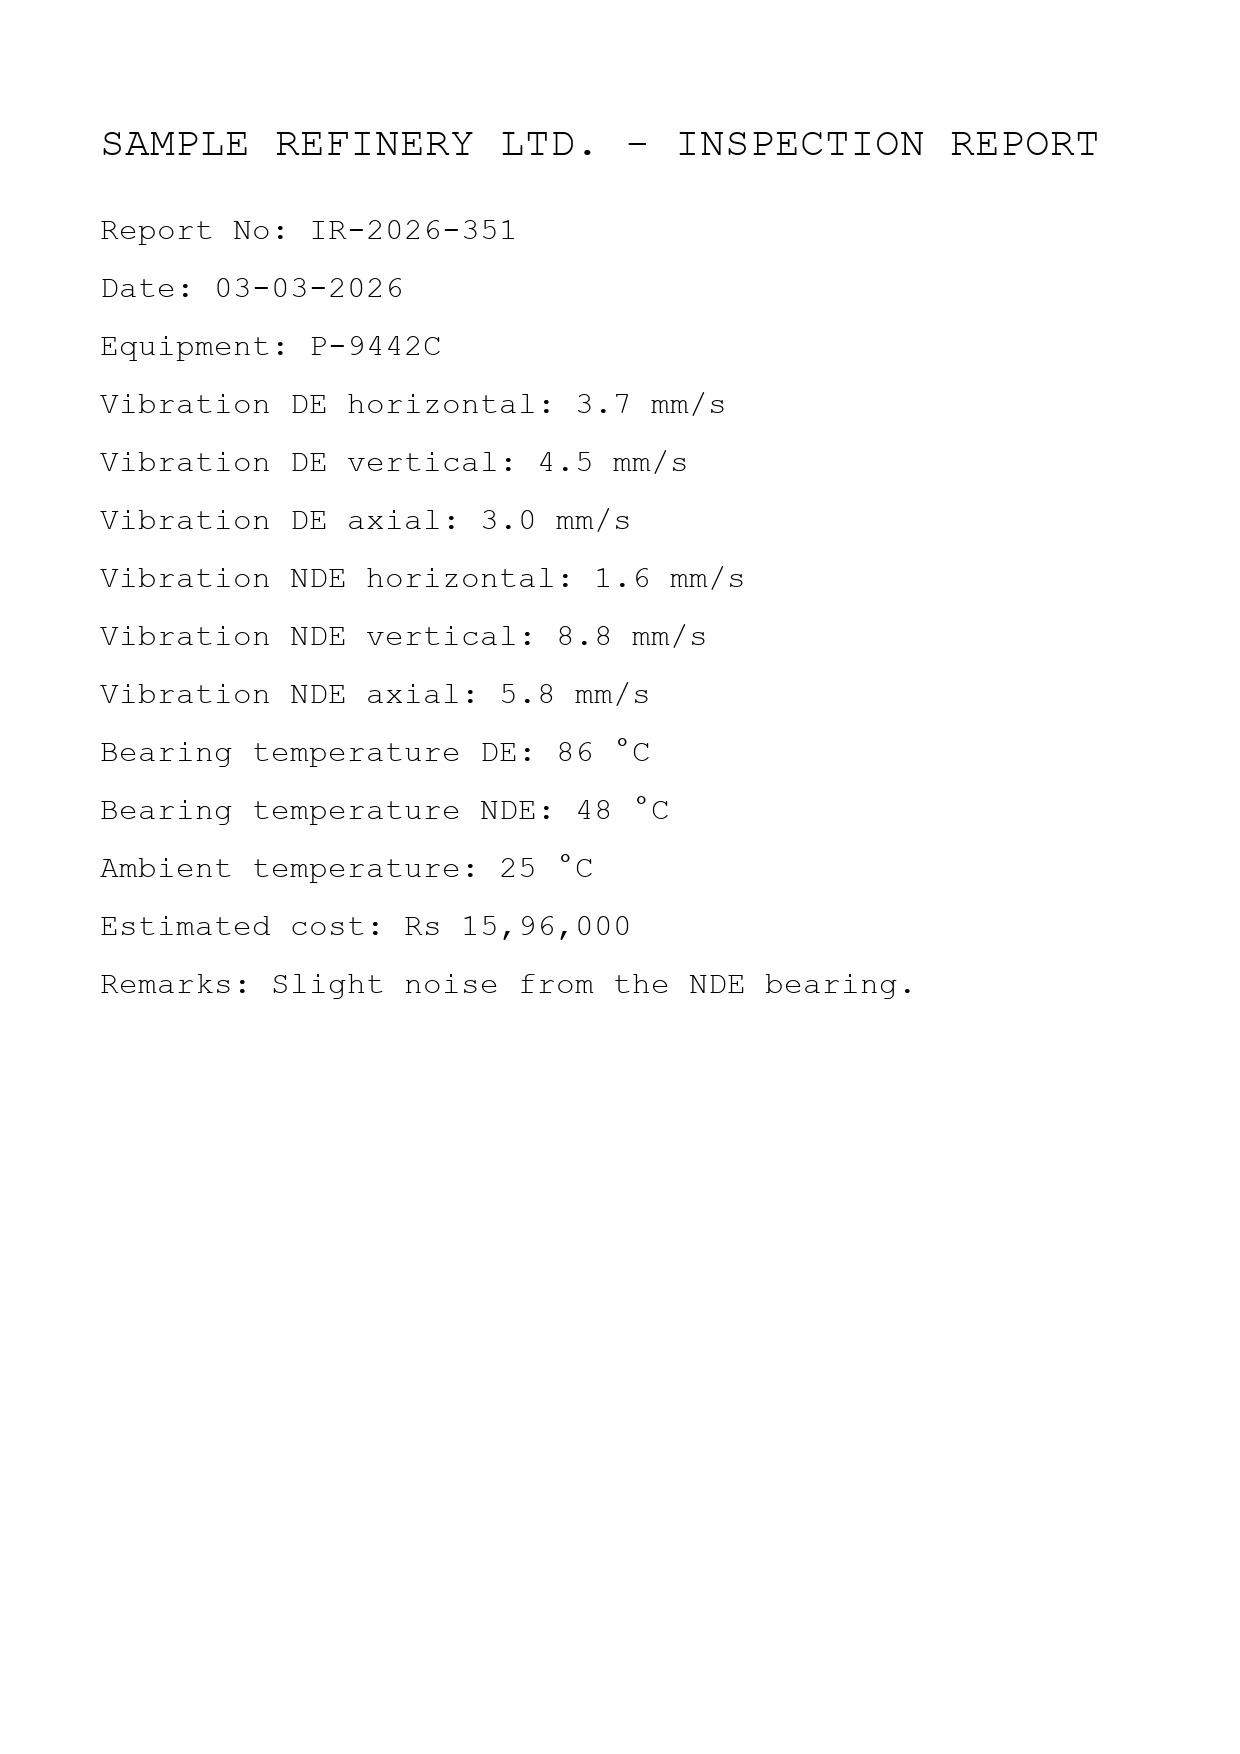 SAMPLE REFINERY LTD. - INSPECTION REPORT
Report No: IR-2026-351
Date: 03-03-2026
Equipment: P-9442C
Vibration DE horizontal: 3.7 mm/s
Vibration DE vertical: 4.5 mm/s
Vibration DE axial: 3.0 mm/s
Vibration NDE horizontal: 1.6 mm/s
Vibration NDE vertical: 8.8 mm/s
Vibration NDE axial: 5.8 mm/s
Bearing temperature DE: 86 °C
Bearing temperature NDE: 48 °C
Ambient temperature: 25 °C
Estimated cost: Rs 15,96,000
Remarks: Slight noise from the NDE bearing.